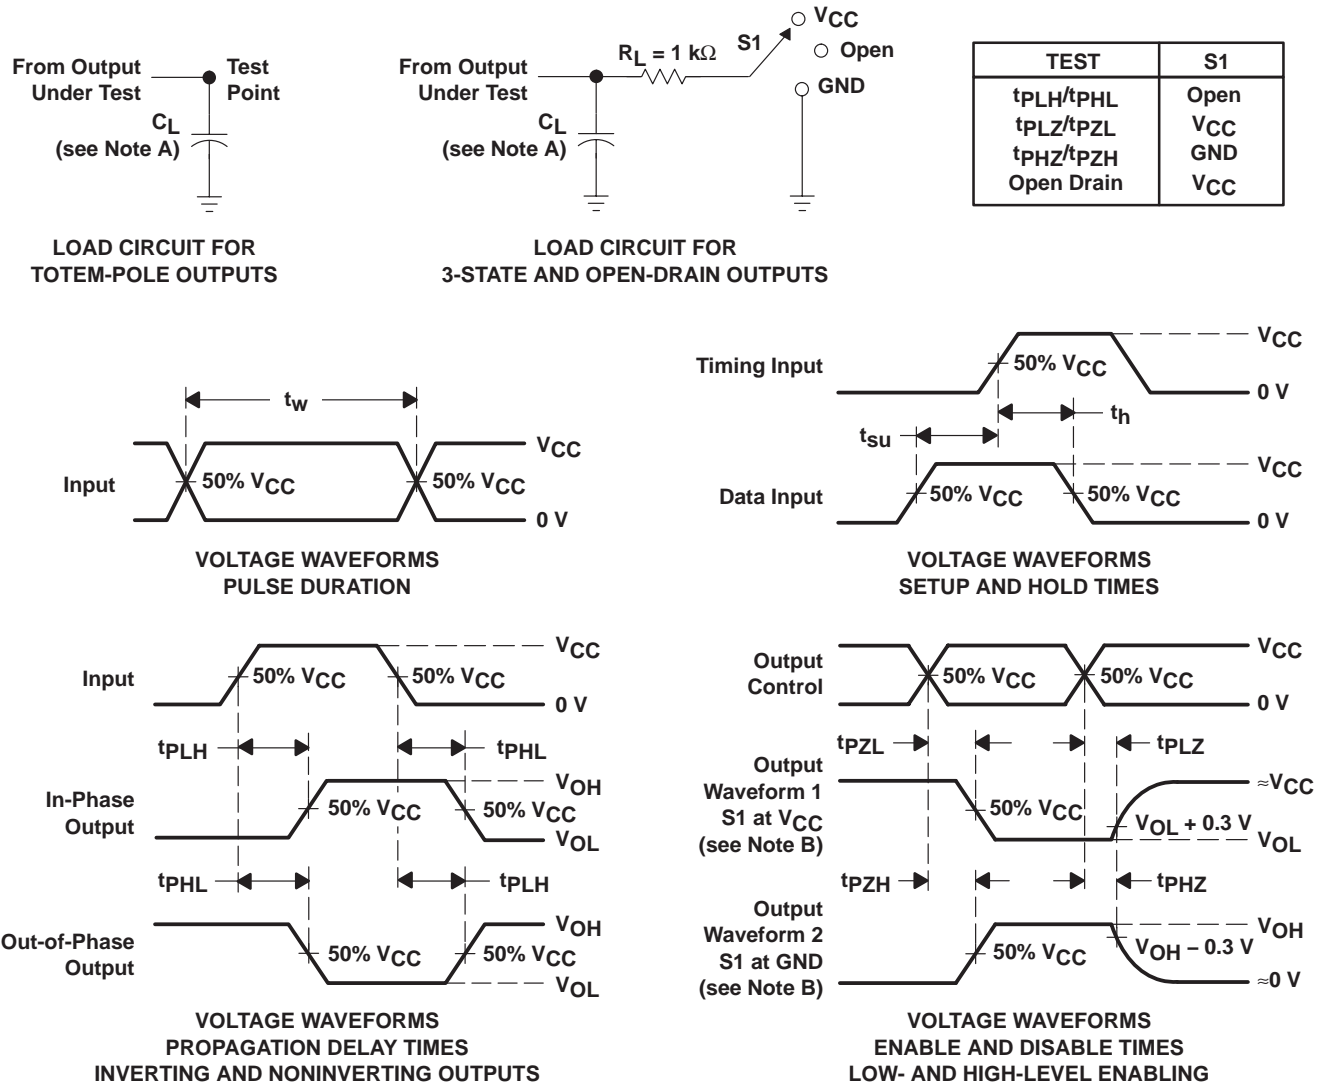 From Output
Under Test
Test
Point
CL
(see Note A)
LOAD CIRCUIT FOR
TOTEM-POLE OUTPUTS
From Output
Under Test
RL = 1 kΩ
S1
VCC
Open
GND
CL
(see Note A)
LOAD CIRCUIT FOR
3-STATE AND OPEN-DRAIN OUTPUTS
TEST S1
tPLH/tPHL Open
tPLZ/tPZL VCC
tPHZ/tPZH GND
Open Drain VCC
tw
Input
50% VCC
50% VCC
VCC
0 V
VOLTAGE WAVEFORMS
PULSE DURATION
Timing Input
50% VCC
VCC
0 V
tsu
th
Data Input
50% VCC
50% VCC
VCC
0 V
VOLTAGE WAVEFORMS
SETUP AND HOLD TIMES
Input
50% VCC
50% VCC
VCC
0 V
tPLH
tPHL
In-Phase
Output
50% VCC
50% VCC
VOH
VOL
tPHL
tPLH
Out-of-Phase
Output
50% VCC
50% VCC
VOH
VOL
VOLTAGE WAVEFORMS
PROPAGATION DELAY TIMES
INVERTING AND NONINVERTING OUTPUTS
Output
Control
50% VCC
50% VCC
VCC
0 V
tPZL
tPLZ
Output
Waveform 1
S1 at VCC
(see Note B)
50% VCC
VOL + 0.3 V
≈VCC
VOL
tPZH
tPHZ
Output
Waveform 2
S1 at GND
(see Note B)
50% VCC
VOH − 0.3 V
VOH
≈0 V
VOLTAGE WAVEFORMS
ENABLE AND DISABLE TIMES
LOW- AND HIGH-LEVEL ENABLING